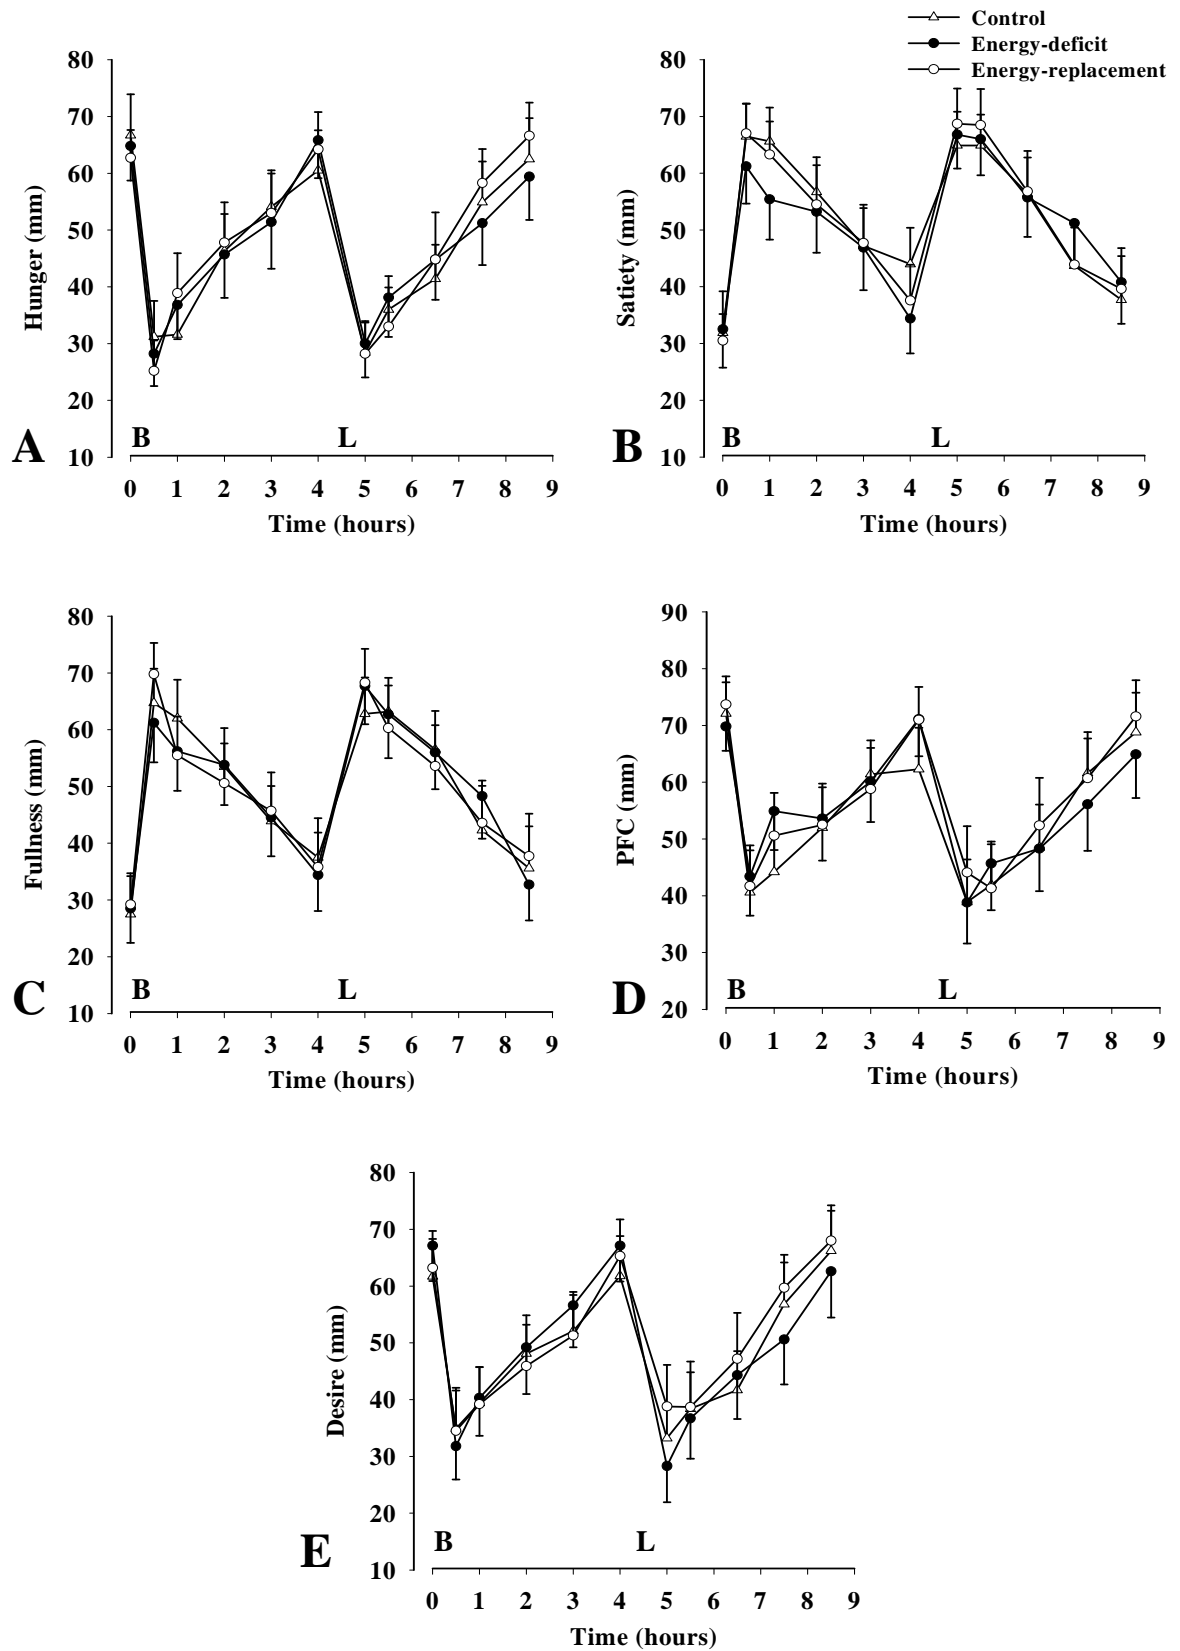 Control
Energy-deficit
Energy-replacement
80
70
60
50
40
30
20
10
Hunger (mm)
A
B
L
0 1 2 3 4 5 6 7 8 9
Time (hours)
80
70
60
50
40
30
20
10
Satiety (mm)
B
B
L
0 1 2 3 4 5 6 7 8 9
Time (hours)
80
70
60
50
40
30
20
10
Fullness (mm)
C
B
L
0 1 2 3 4 5 6 7 8 9
Time (hours)
90
80
70
60
50
40
30
20
PFC (mm)
D
B
L
0 1 2 3 4 5 6 7 8 9
Time (hours)
80
70
60
50
40
30
20
10
Desire (mm)
E
B
L
0 1 2 3 4 5 6 7 8 9
Time (hours)